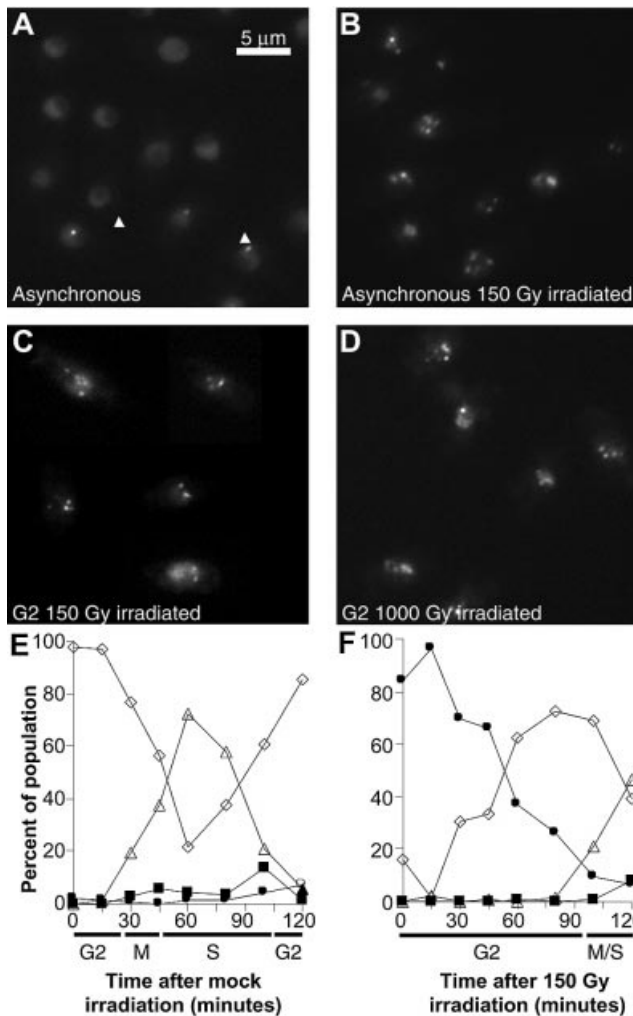 A
5 μm
Asynchronous
B
Asynchronous 150 Gy irradiated
C
G2 150 Gy irradiated
D
G2 1000 Gy irradiated
E
100
80
60
40
20
0
Percent of population
0 30 60 90 120
G2 M S G2
Time after mock
irradiation (minutes)
F
100
80
60
40
20
0
0 30 60 90 120
G2 M/S
Time after 150 Gy
irradiation (minutes)